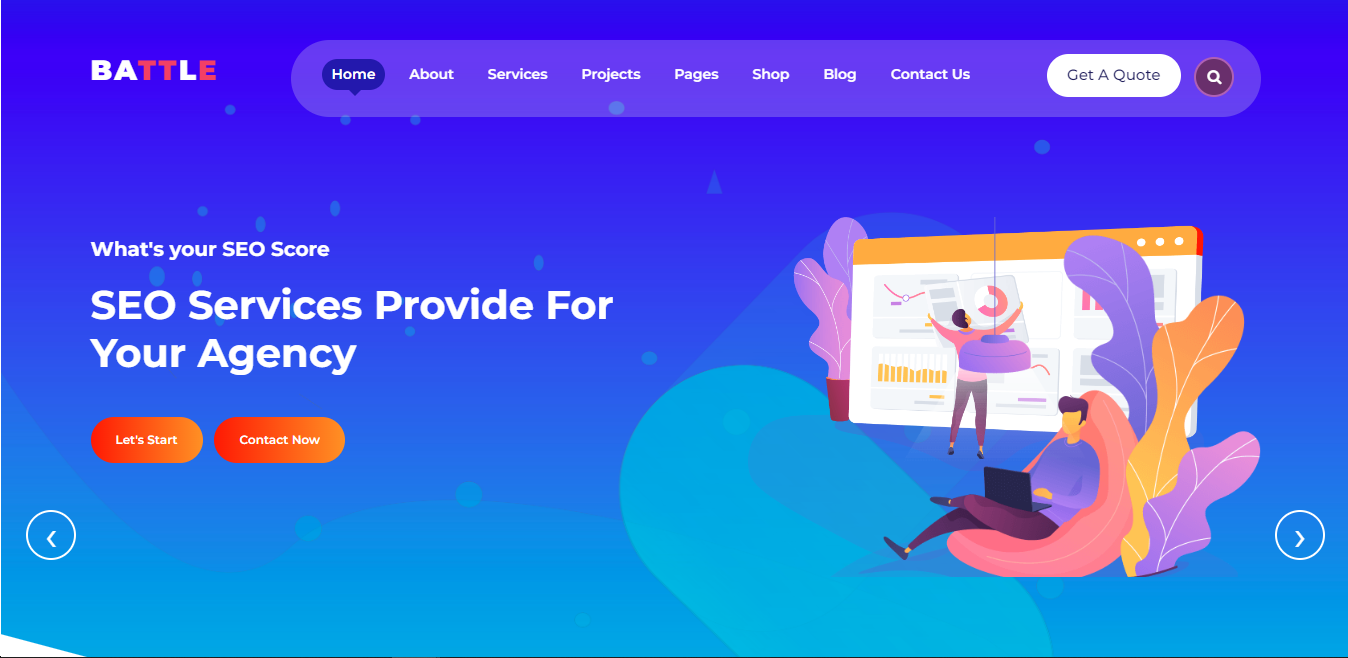 BATTLE
Home About Services Projects Pages Shop Blog Contact Us Get A Quote
What's your SEO Score
SEO Services Provide For
Your Agency
Let's Start Contact Now